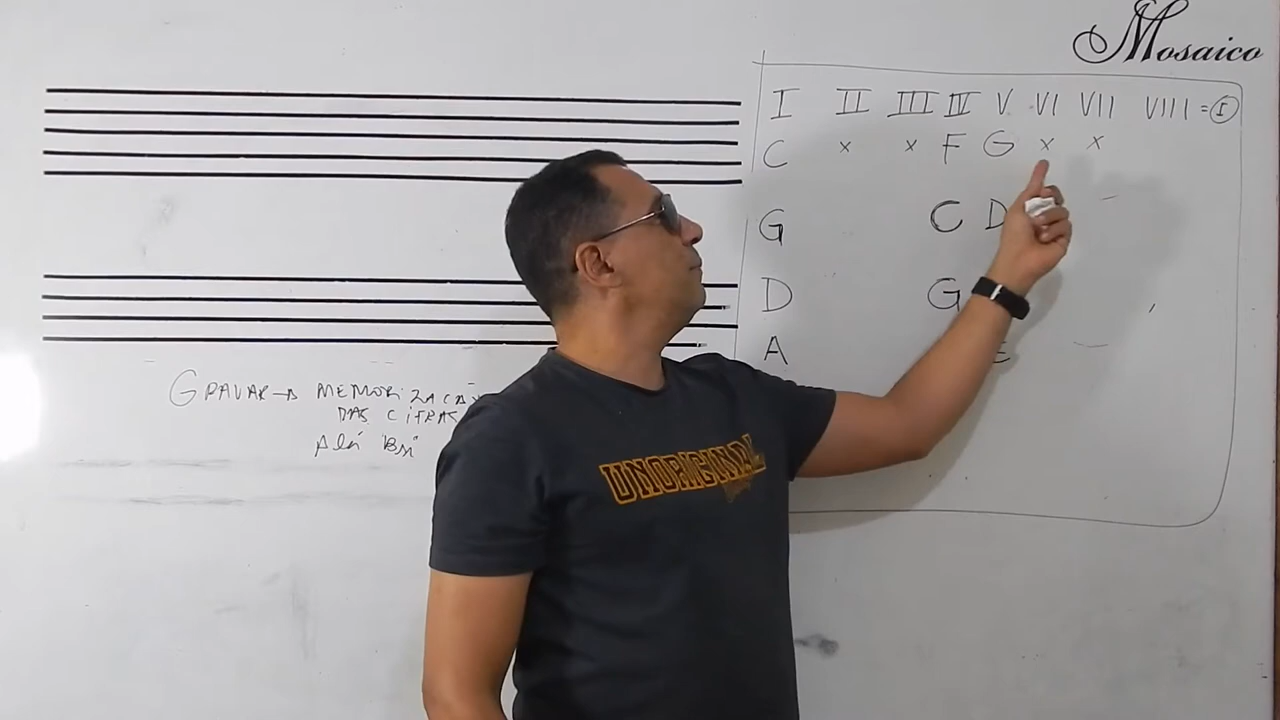 Mosaico
I II III IV V VI VII VIII = I
C x x F G x x
G C D
D G
A E
GRAVAR → MEMORIZAÇÃO
DAS CIFRAS
UNORIGINAL